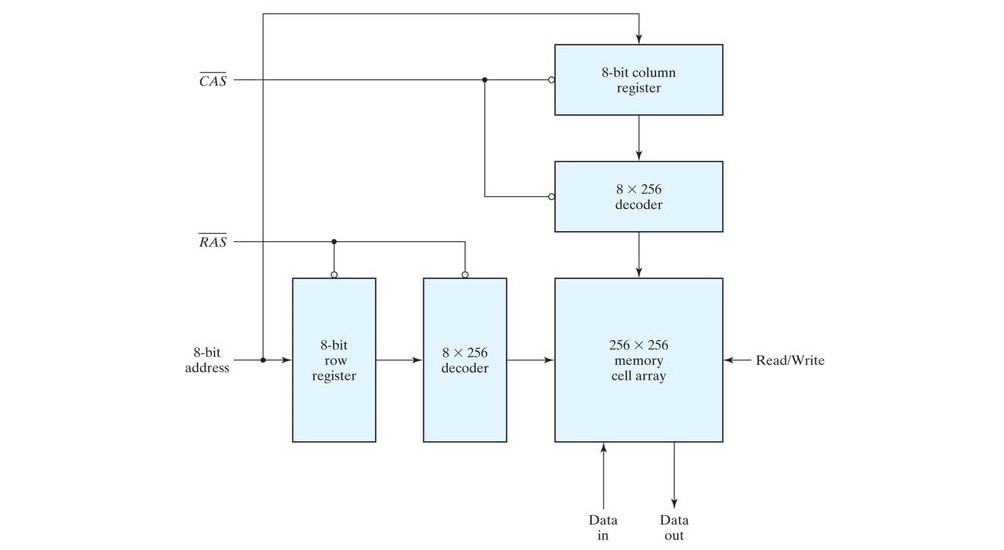 8-bit column
register
CAS
8 × 256
decoder
RAS
8-bit
address
8-bit
row
register
8 × 256
decoder
256 × 256
memory
cell array
Read/Write
Data
in
Data
out